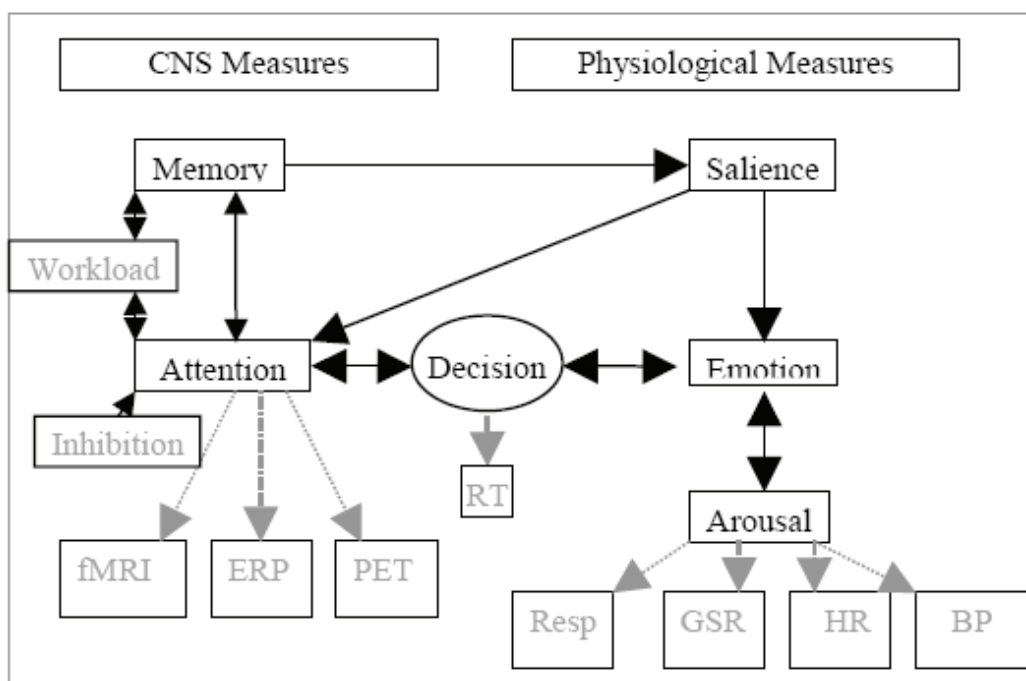 CNS Measures
Physiological Measures
Memory
Salience
Workload
Attention
Decision
Emotion
Inhibition
RT
Arousal
fMRI
ERP
PET
Resp
GSR
HR
BP